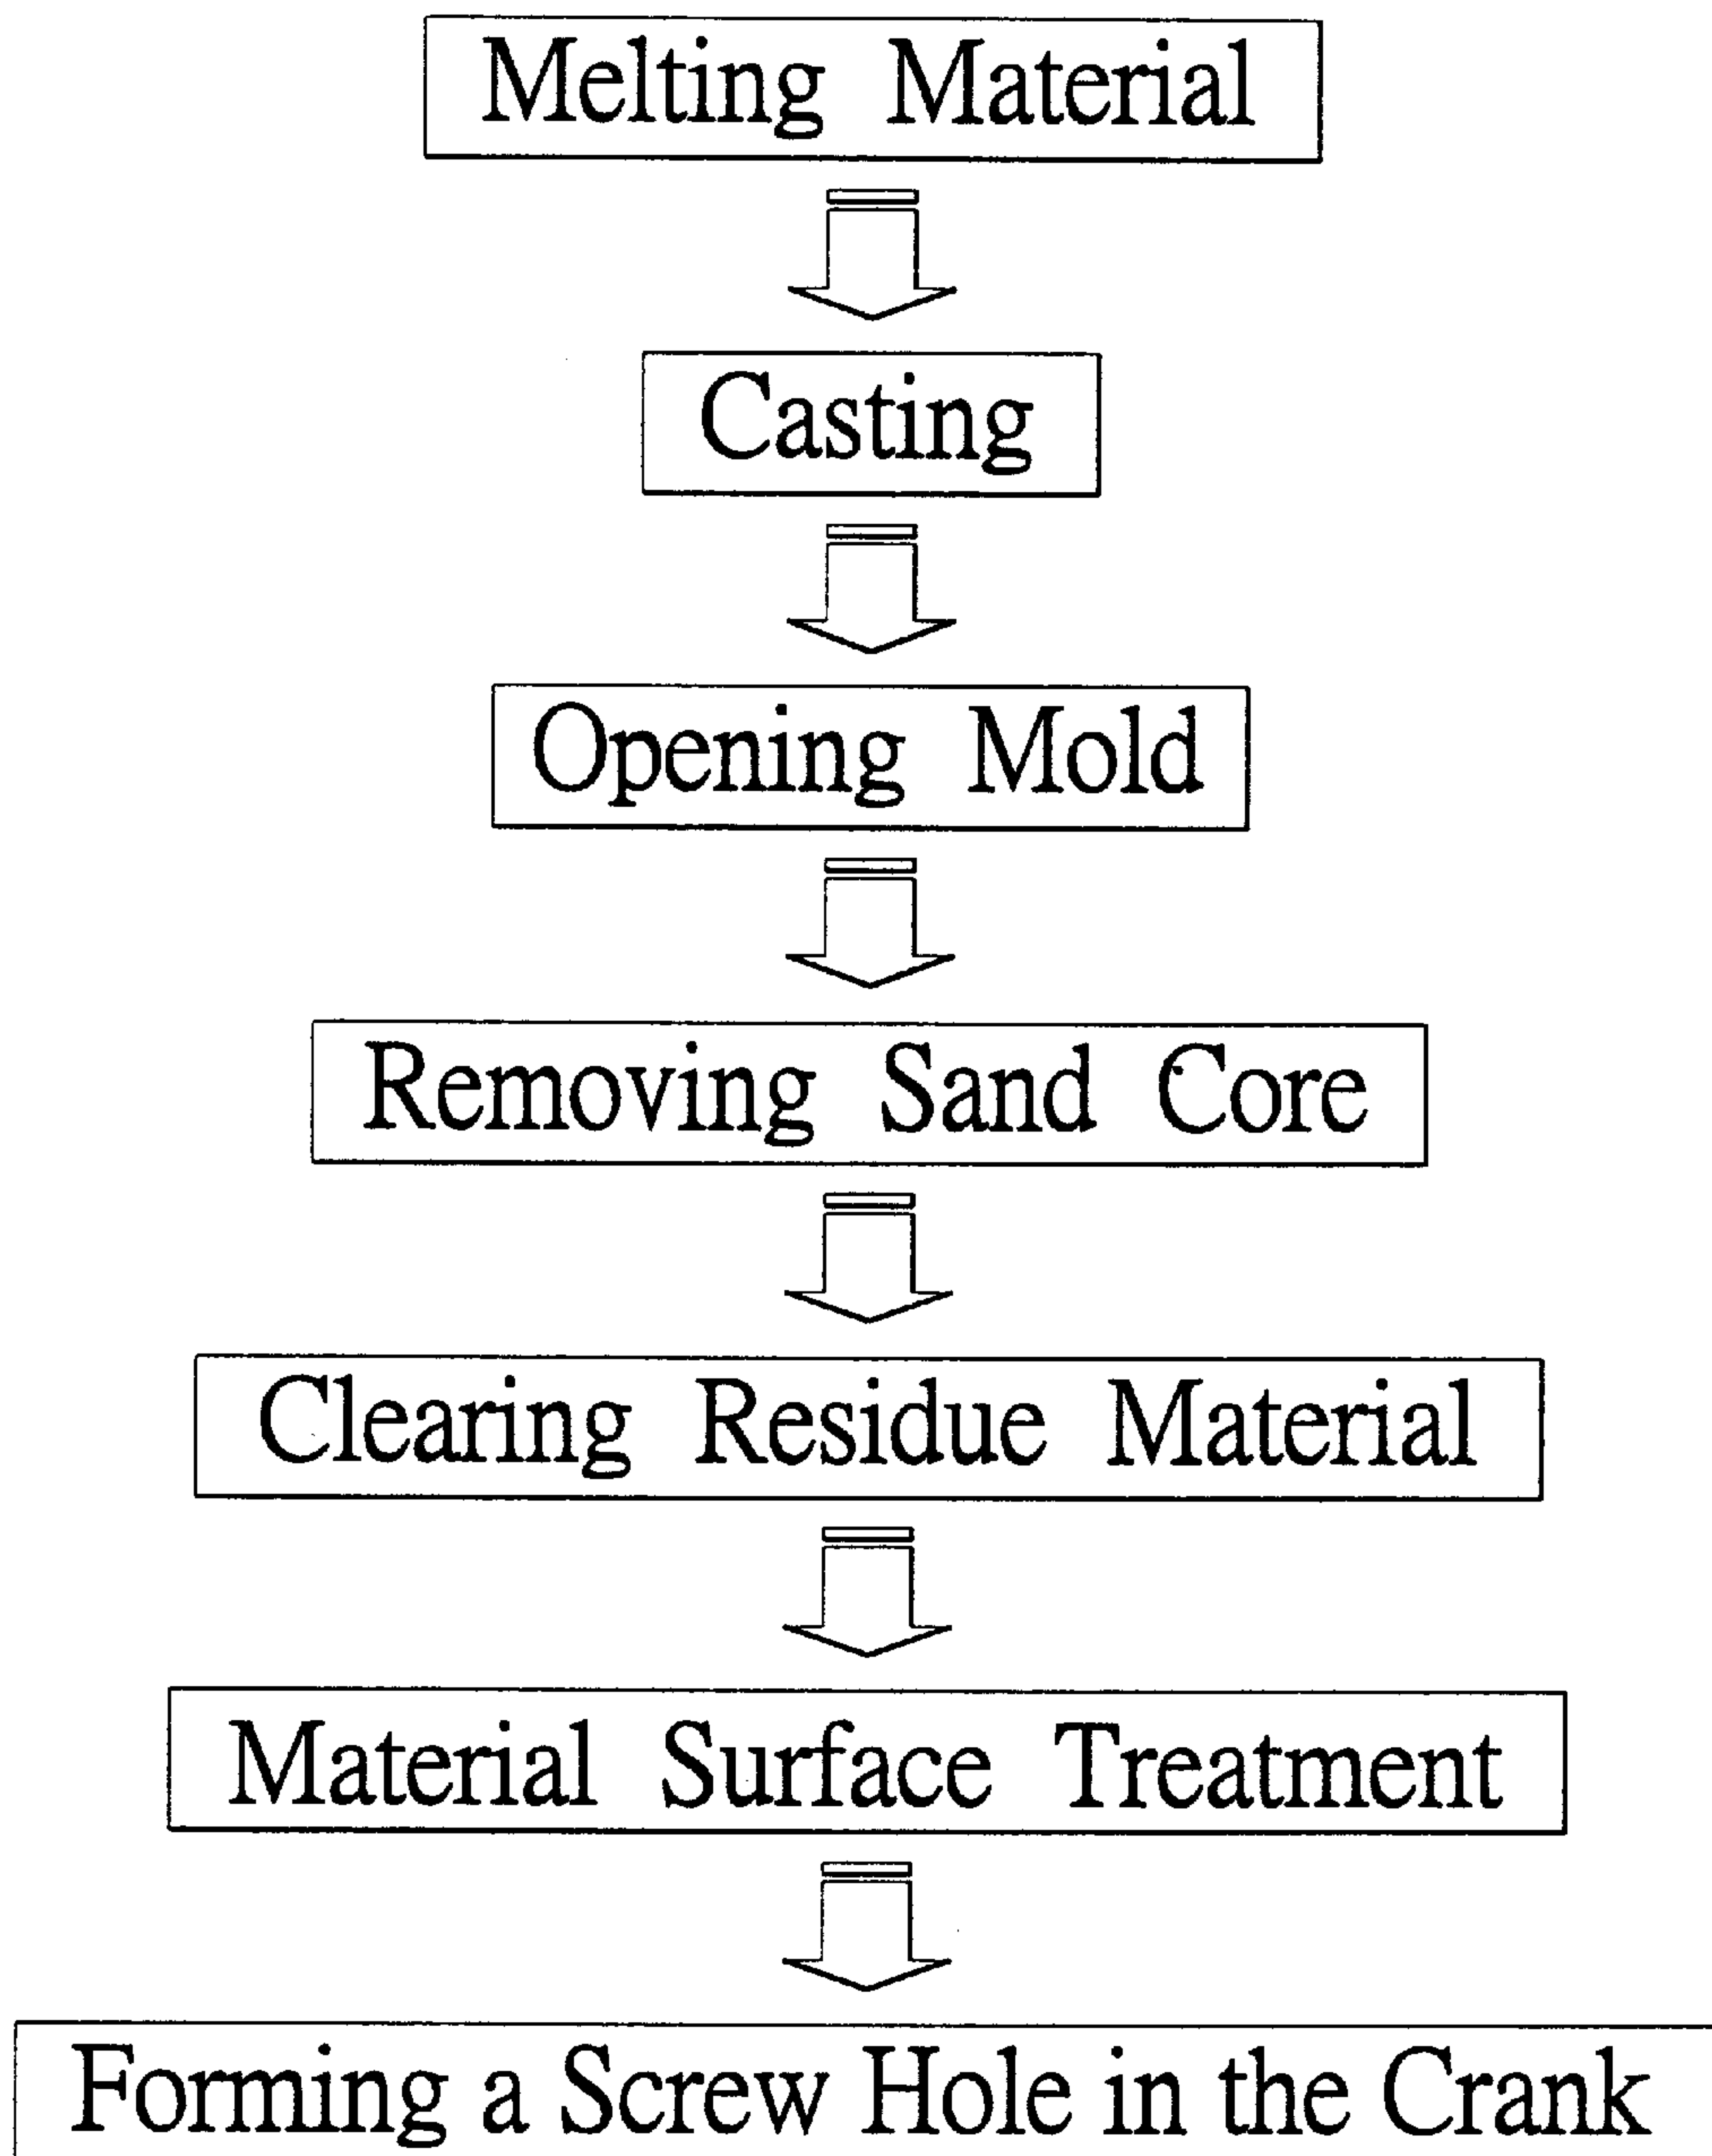 Melting Material
Casting
Opening Mold
Removing Sand Core
Clearing Residue Material
Material Surface Treatment
Forming a Screw Hole in the Crank